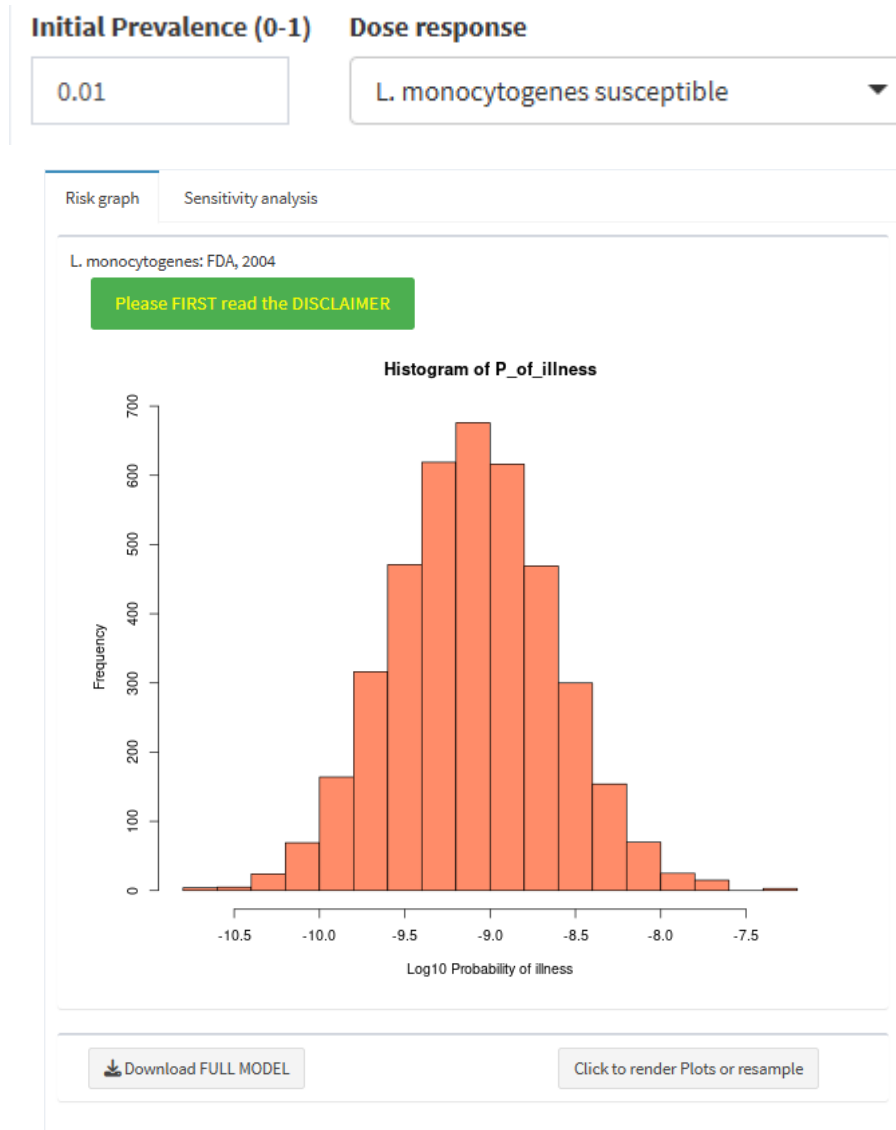 Initial Prevalence (0-1) Dose response
0.01 L. monocytogenes susceptible
Risk graph Sensitivity analysis
L. monocytogenes: FDA, 2004
Please FIRST read the DISCLAIMER
Histogram of P_of_illness
700
600
500
400
300
200
100
0
Frequency
-10.5 -10.0 -9.5 -9.0 -8.5 -8.0 -7.5
Log10 Probability of illness
Download FULL MODEL Click to render Plots or resample